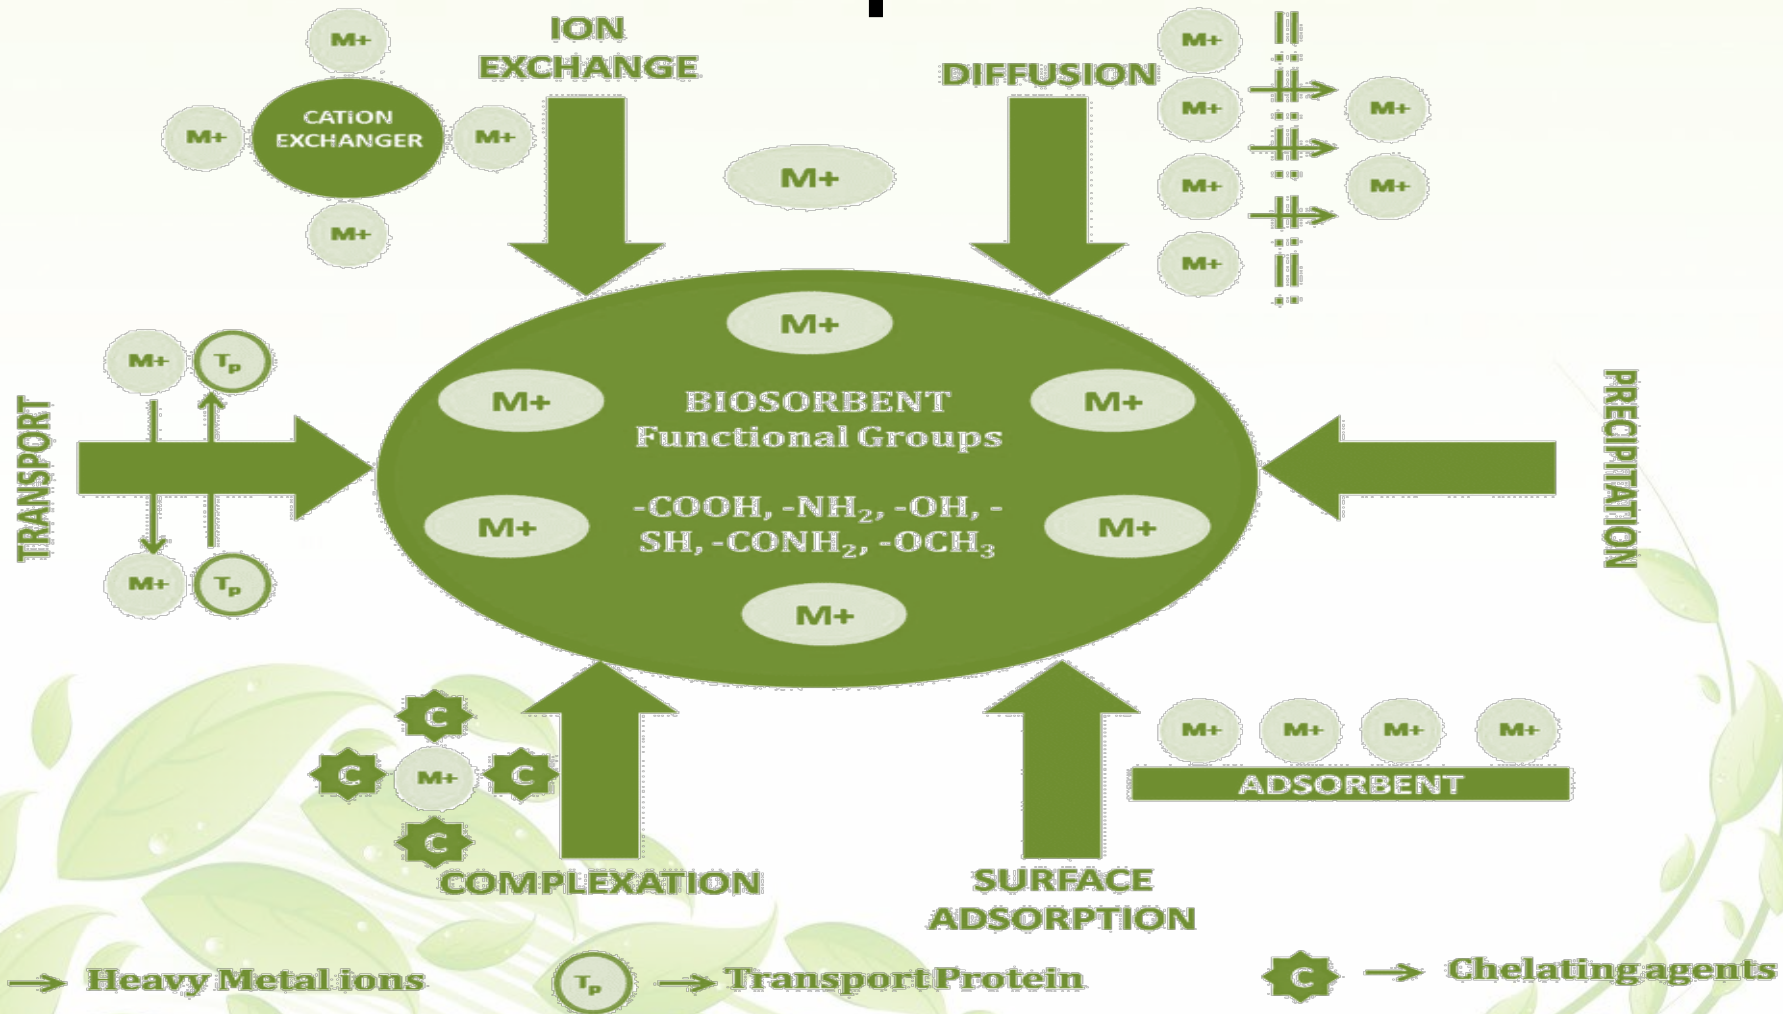 ION
EXCHANGE
DIFFUSION
M+
M+
CATION
EXCHANGER
M+
M+
M+
M+
M+
M+
M+
M+
M+
M+
TRANSPORT
M+
Tp
M+
Tp
PRECIPITATION
M+
M+
M+
BIOSORBENT
Functional Groups
-COOH, -NH₂, -OH, -
SH, -CONH₂, -OCH₃
M+
M+
M+
C
C
M+
C
C
COMPLEXATION
M+
M+
M+
M+
ADSORBENT
SURFACE
ADSORPTION
Heavy Metal ions
Tp
Transport Protein
C
Chelating agents